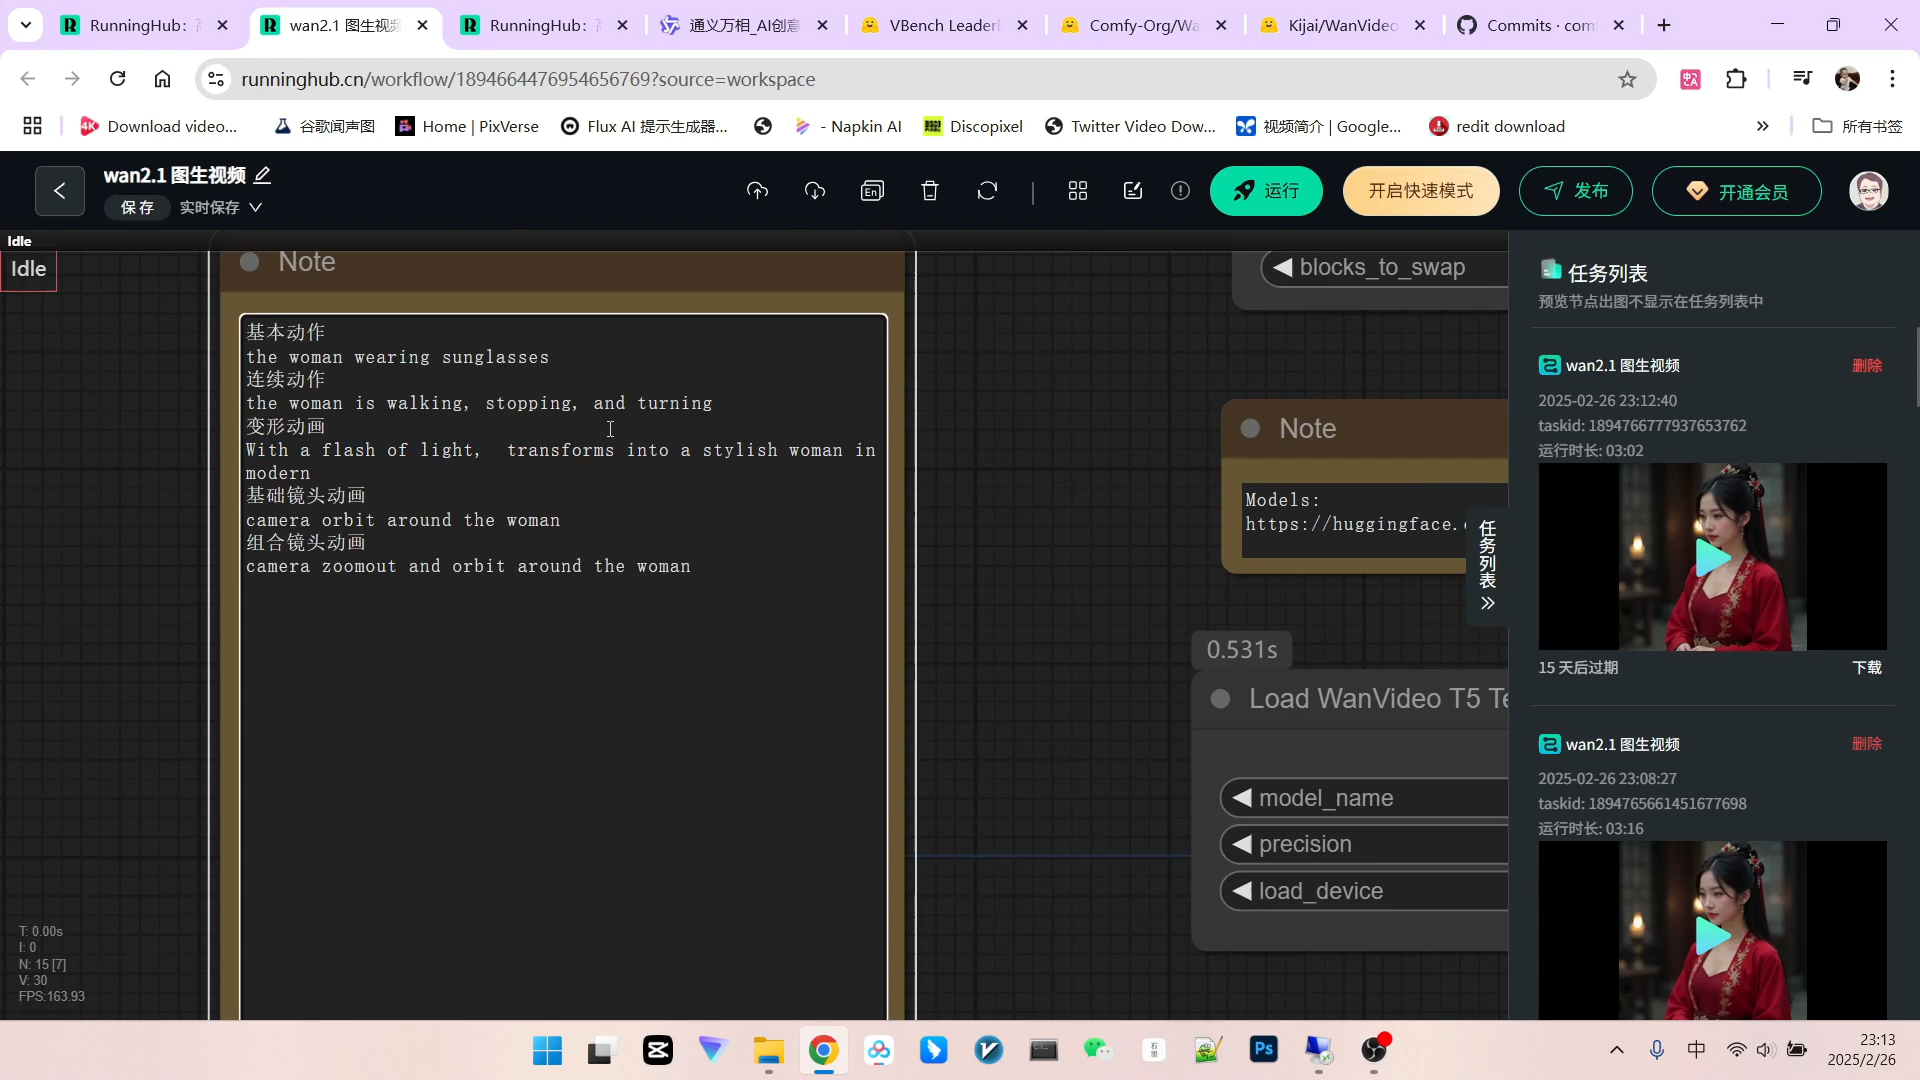 RunningHub:
wan2.1 图生视频
RunningHub:
通义万相_AI创意
VBench Leader
Comfy-Org/Wa
Kijai/WanVideo
Commits · com
runninghub.cn/workflow/1894664476954656769?source=workspace
Download video...
谷歌闻声图
Home | PixVerse
Flux AI 提示生成器...
- Napkin AI
Discopixel
Twitter Video Dow...
视频简介 | Google...
redit download
所有书签
wan2.1 图生视频
保存
实时保存
运行
开启快速模式
发布
开通会员
Idle
Idle
Note
基本动作
the woman wearing sunglasses
连续动作
the woman is walking, stopping, and turning
变形动画
With a flash of light,  transforms into a stylish woman in
modern
基础镜头动画
camera orbit around the woman
组合镜头动画
camera zoomout and orbit around the woman
blocks_to_swap
Note
Models:
https://huggingface.
0.531s
Load WanVideo T5 Te
model_name
precision
load_device
任务列表
任务列表
预览节点出图不显示在任务列表中
wan2.1 图生视频
删除
2025-02-26 23:12:40
taskid: 1894766777937653762
运行时长: 03:02
15 天后过期
下载
wan2.1 图生视频
删除
2025-02-26 23:08:27
taskid: 1894765661451677698
运行时长: 03:16
T: 0.00s
I: 0
N: 15 [7]
V: 30
FPS:163.93
Ps
中
23:13
2025/2/26